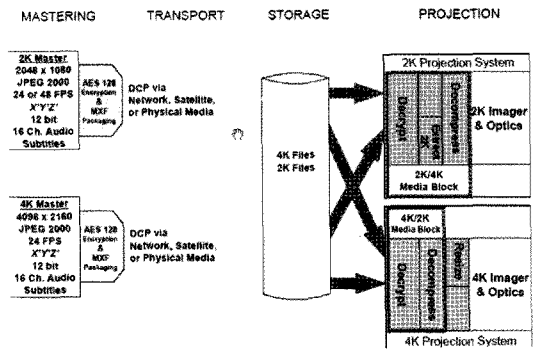 MASTERING
TRANSPORT
STORAGE
PROJECTION
2K Master
2048 x 1080
JPEG 2000
24 or 48 FPS
X'Y'Z'
12 bit
16 Ch. Audio
Subtitles
AES 128
Encryption
&
MXF
Packaging
DCP via
Network, Satellite,
or Physical Media
4K Master
4096 x 2160
JPEG 2000
24 FPS
X'Y'Z'
12 bit
16 Ch. Audio
Subtitles
AES 128
Encryption
&
MXF
Packaging
DCP via
Network, Satellite,
or Physical Media
4K Files
2K Files
2K Projection System
Decrypt
Extract
2K
Decompress
2K Imager
& Optics
2K/4K
Media Block
4K/2K
Media Block
Decrypt
Decompress
Resize
4K Imager
& Optics
4K Projection System